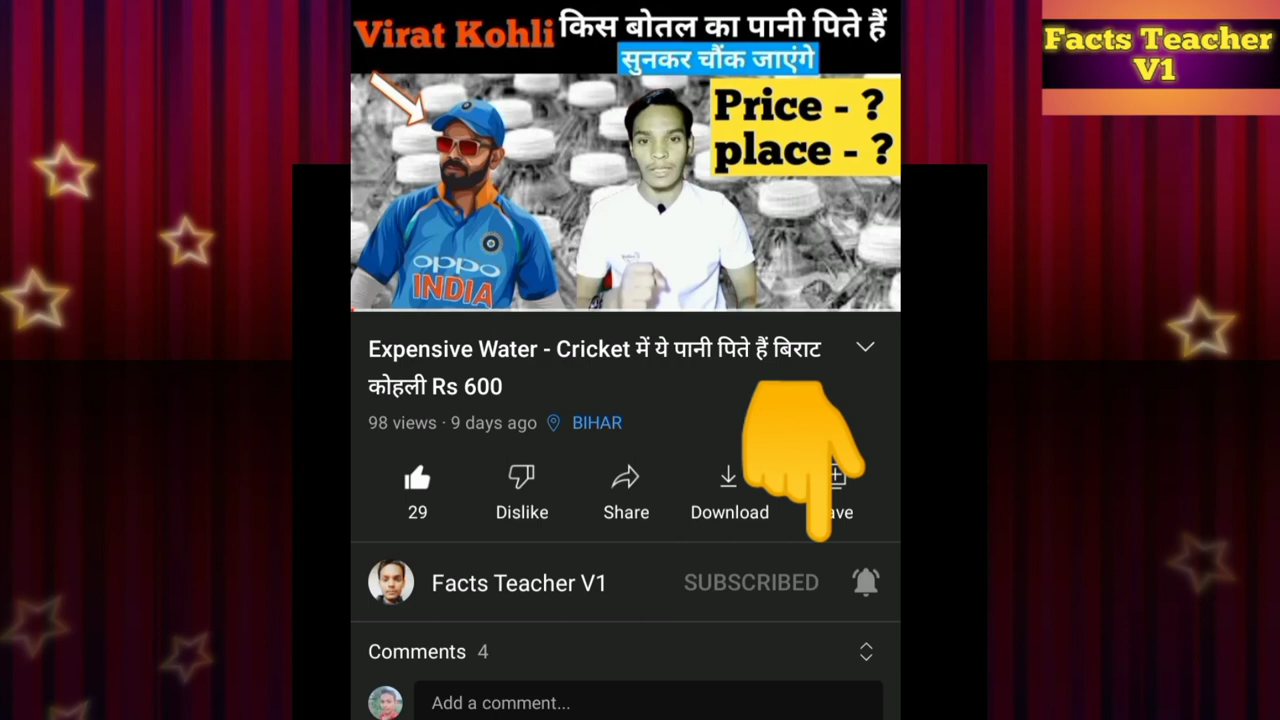 Virat Kohli किस बोतल का पानी पिते हैं
सुनकर चौंक जाएंगे
Facts Teacher
V1
Price - ?
place - ?
oppo
INDIA
Expensive Water - Cricket में ये पानी पिते हैं बिराट
कोहली Rs 600
98 views · 9 days ago BIHAR
29 Dislike Share Download
Facts Teacher V1 SUBSCRIBED
Comments 4
Add a comment...